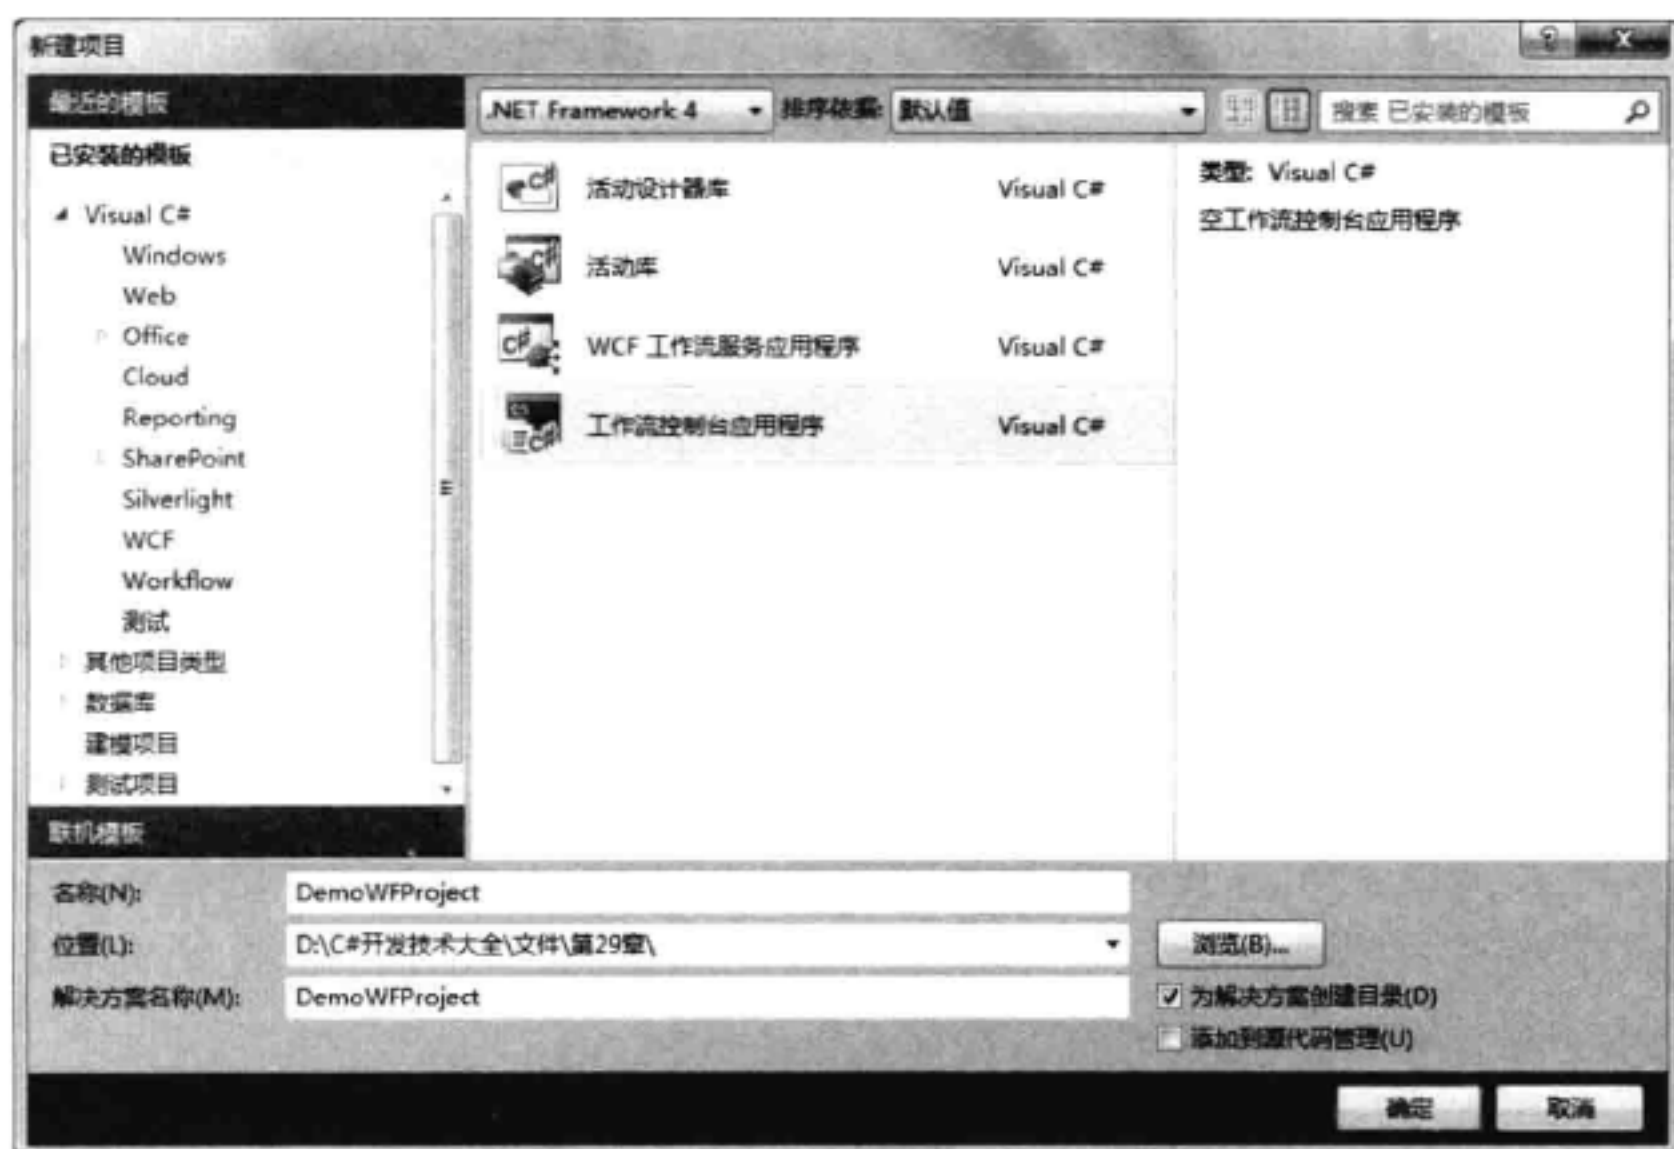 新建项目
最近的模板
.NET Framework 4
排序依据: 默认值
搜索 已安装的模板
已安装的模板
Visual C#
Windows
Web
Office
Cloud
Reporting
SharePoint
Silverlight
WCF
Workflow
测试
其他项目类型
数据库
建模项目
测试项目
联机模板
活动设计器库 Visual C#
活动库 Visual C#
WCF 工作流服务应用程序 Visual C#
工作流控制台应用程序 Visual C#
类型: Visual C#
空工作流控制台应用程序
名称(N): DemoWFProject
位置(L): D:\C#开发技术大全\文件\第29章\
浏览(B)...
解决方案名称(M): DemoWFProject
为解决方案创建目录(D)
添加到源代码管理(U)
确定
取消